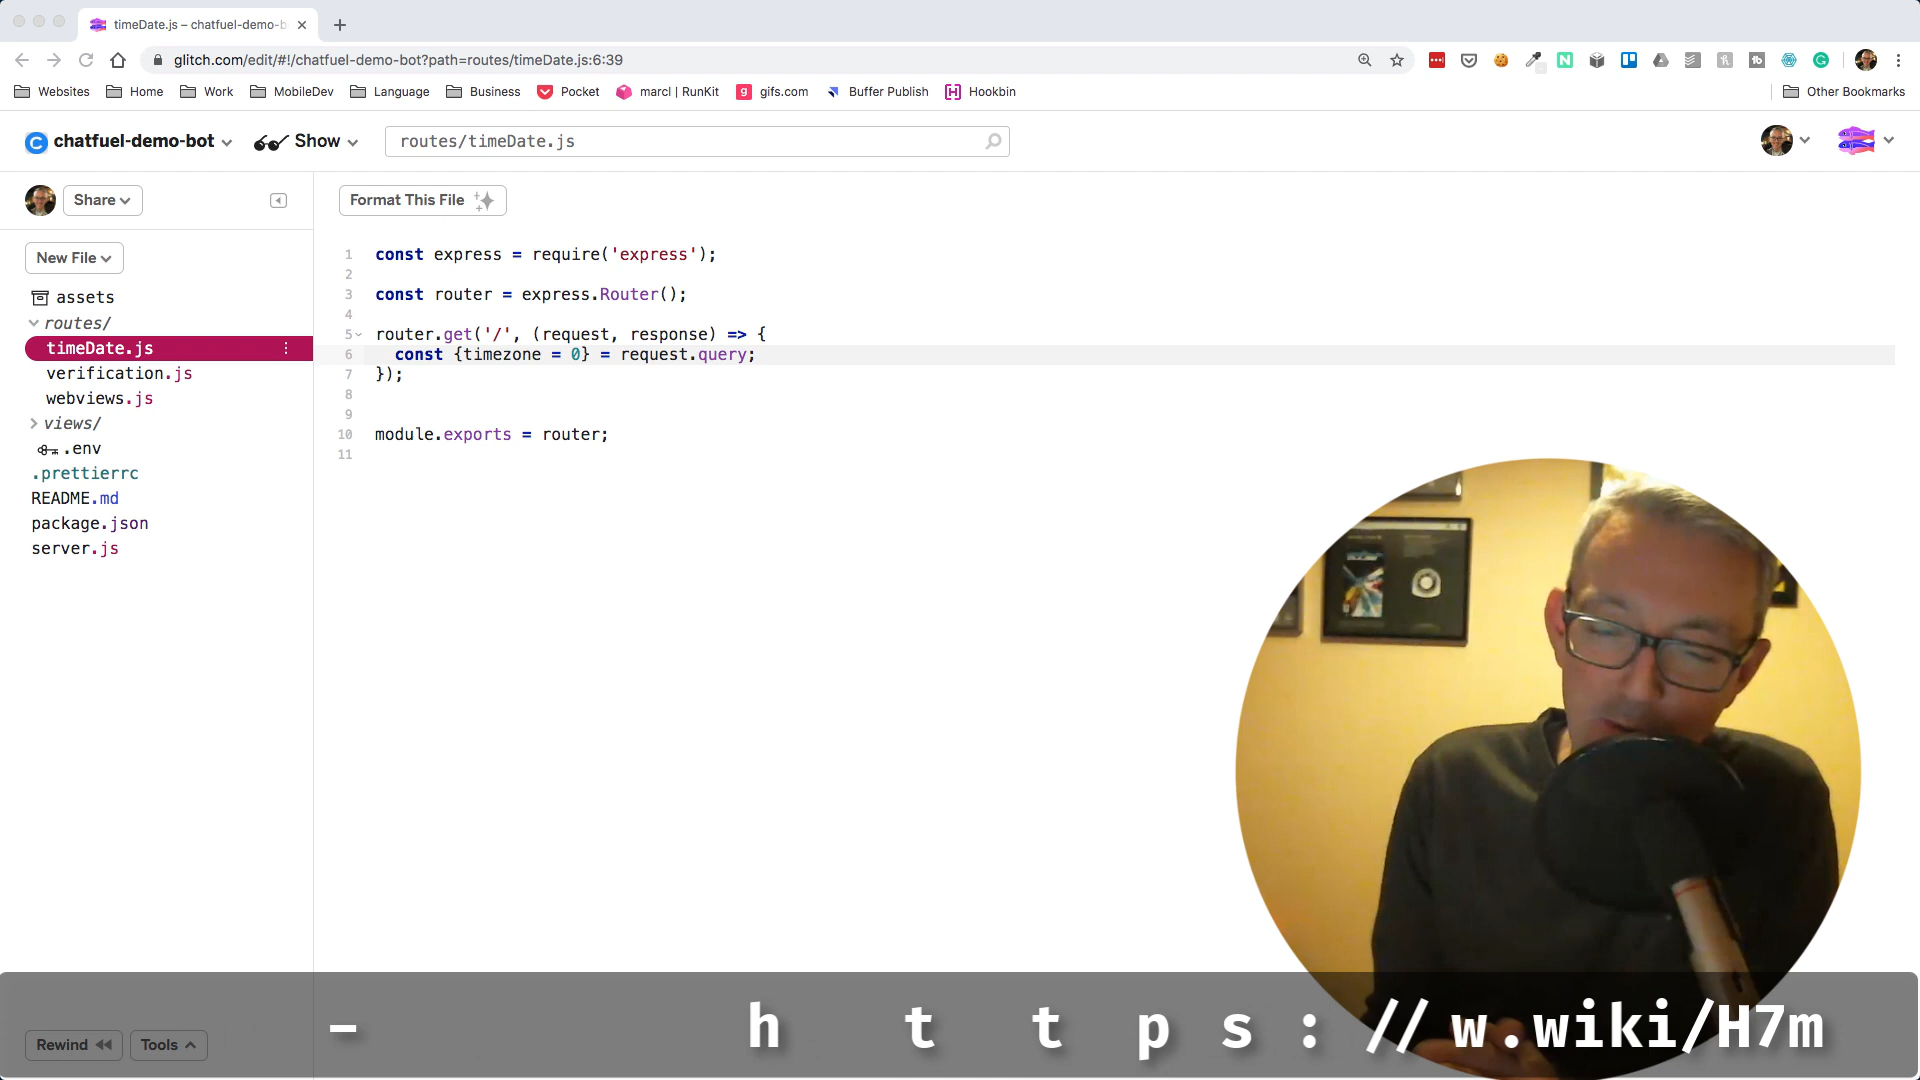 timeDate.js – chatfuel-demo-b
glitch.com/edit/#!/chatfuel-demo-bot?path=routes/timeDate.js:6:39
Websites Home Work MobileDev Language Business Pocket marcl | RunKit gifs.com Buffer Publish Hookbin Other Bookmarks
chatfuel-demo-bot Show routes/timeDate.js
Share
Format This File
New File
assets
routes/
timeDate.js
verification.js
webviews.js
views/
.env
.prettierrc
README.md
package.json
server.js
1 const express = require('express');
2
3 const router = express.Router();
4
5 router.get('/', (request, response) => {
6 const {timezone = 0} = request.query;
7 });
8
9
10 module.exports = router;
11
Rewind Tools
- https://w.wiki/H7m